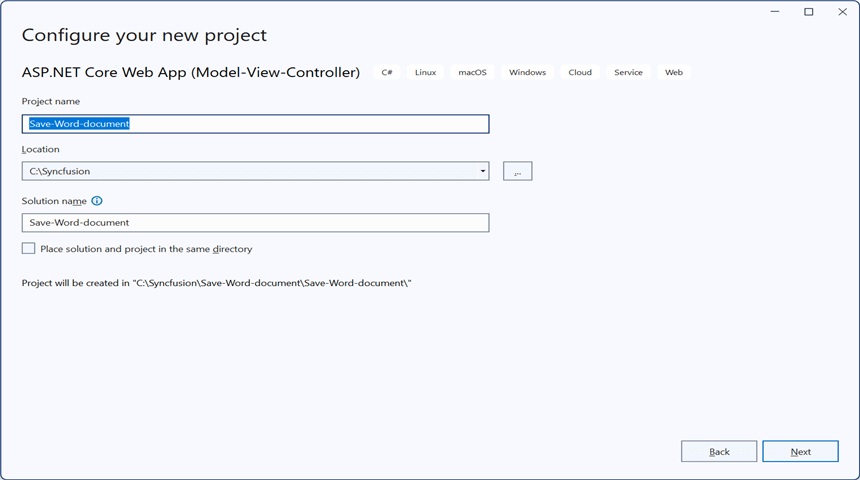 Configure your new project
ASP.NET Core Web App (Model-View-Controller) C# Linux macOS Windows Cloud Service Web
Project name
Save-Word-document
Location
C:\Syncfusion
...
Solution name
Save-Word-document
Place solution and project in the same directory
Project will be created in "C:\Syncfusion\Save-Word-document\Save-Word-document\"
Back Next